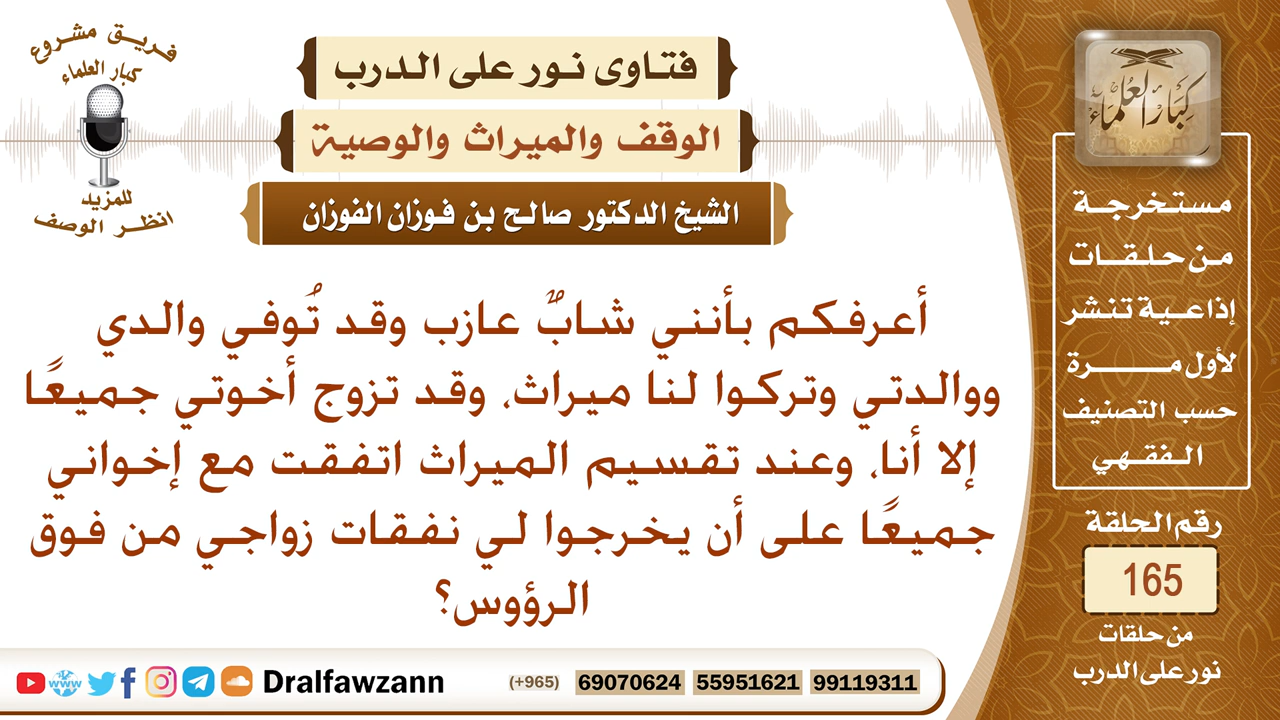 فريق مشروع
كبار العلماء
للمزيد
انظر الوصف
فتاوى نور على الدرب
الوقف والميراث والوصية
الشيخ الدكتور صالح بن فوزان الفوزان
أعرفكم بأنني شابٌ عازب وقد تُوفي والدي
ووالدتي وتركوا لنا ميراث، وقد تزوج أخوتي جميعًا
إلا أنا، وعند تقسيم الميراث اتفقت مع إخواني
جميعًا على أن يخرجوا لي نفقات زواجي من فوق
الرؤوس؟
كبار العلماء
مستخرجة
من حلقات
إذاعية تنشر
لأول مرة
حسب التصنيف
الفقهي
رقم الحلقة
165
من حلقات
نور على الدرب
www Dralfawzann (+965) 69070624 55951621 99119311